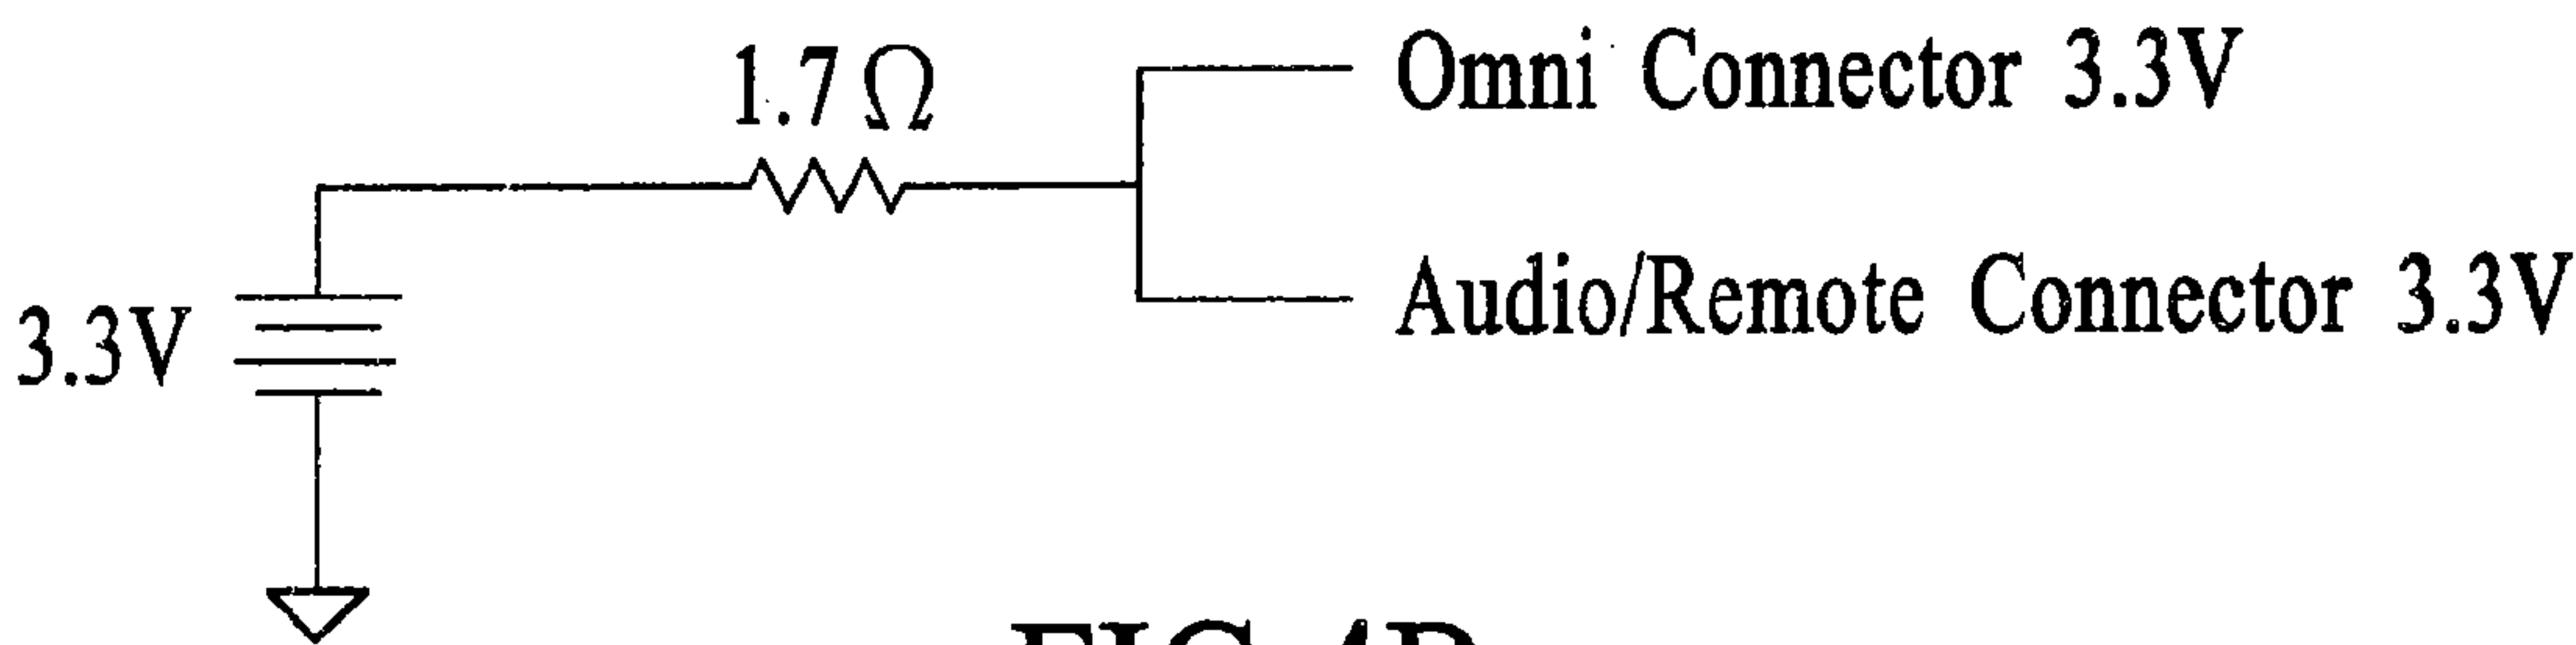 1.7 Ω
Omni Connector 3.3V
Audio/Remote Connector 3.3V
3.3V